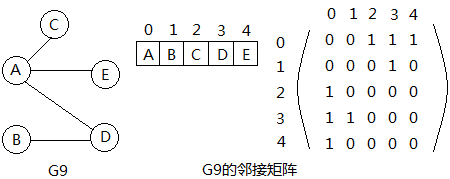 C
A
E
B
D
G9
0 1 2 3 4
A B C D E
0 1 2 3 4
0 0 0 1 1 1
1 0 0 0 1 0
2 1 0 0 0 0
3 1 1 0 0 0
4 1 0 0 0 0
G9的邻接矩阵